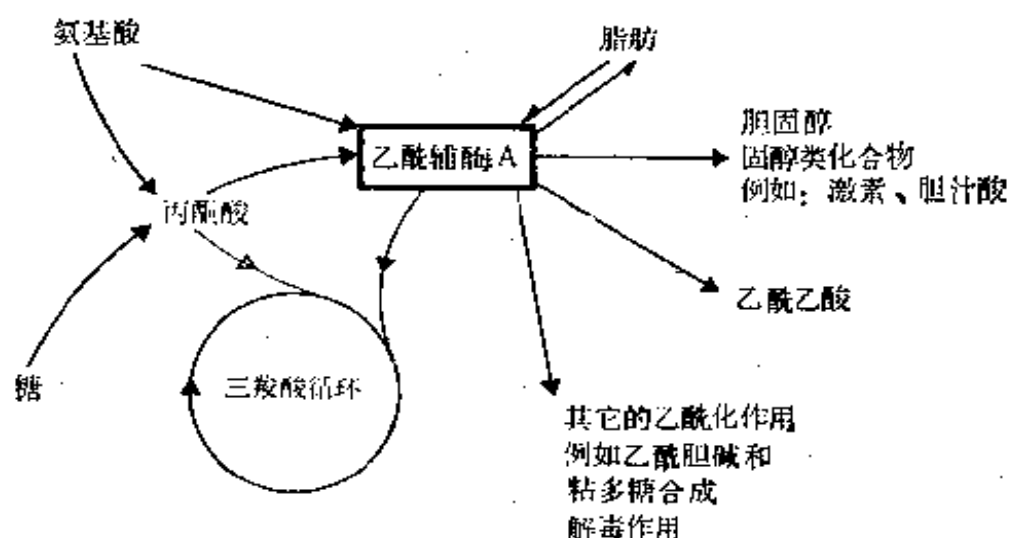 氨基酸
脂肪
乙酰辅酶A
胆固醇
固醇类化合物
例如：激素、胆汁酸
丙酮酸
乙酰乙酸
糖
三羧酸循环
其它的乙酰化作用
例如乙酰胆碱和
粘多糖合成
解毒作用